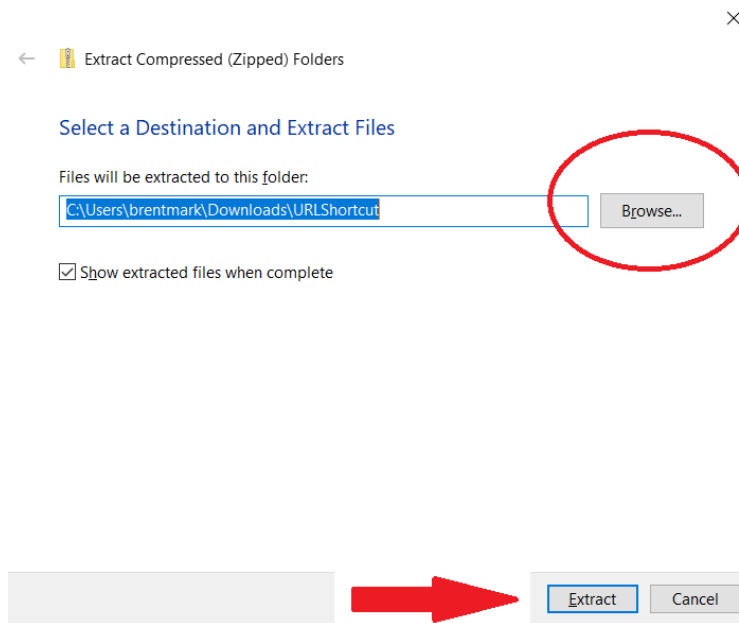 Extract Compressed (Zipped) Folders
Select a Destination and Extract Files
Files will be extracted to this folder:
C:\Users\brentmark\Downloads\URLShortcut
Browse...
Show extracted files when complete
Extract
Cancel